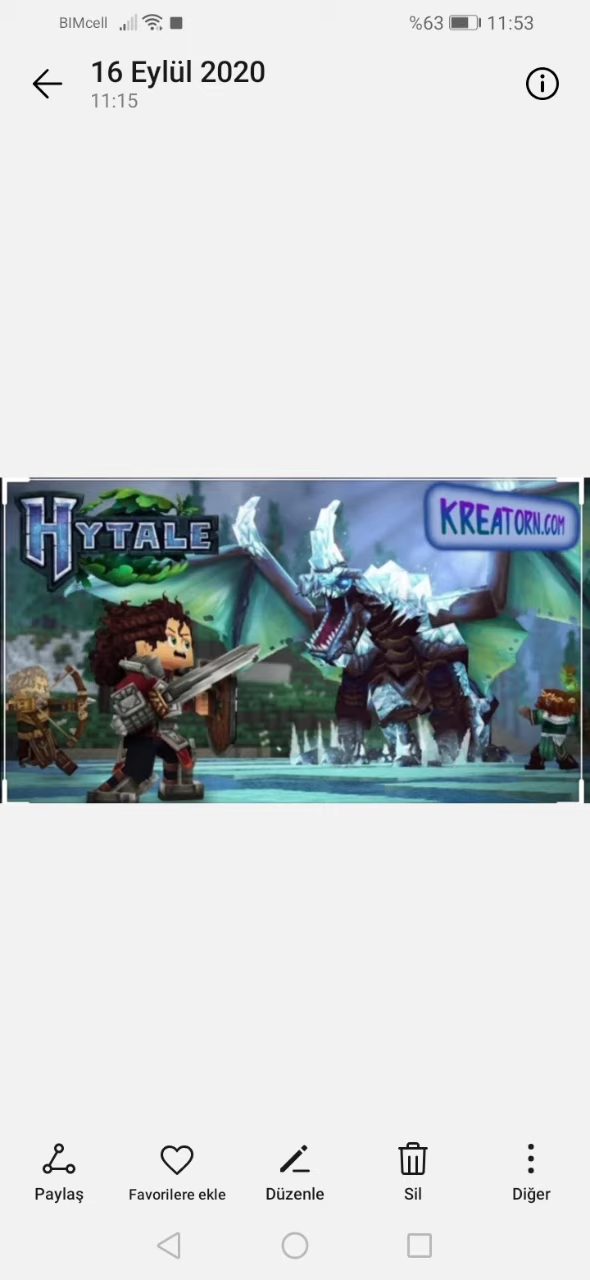 BIMcell
%63 11:53
16 Eylül 2020
11:15
HYTALE
KREATORN.COM
Paylaş
Favorilere ekle
Düzenle
Sil
Diğer